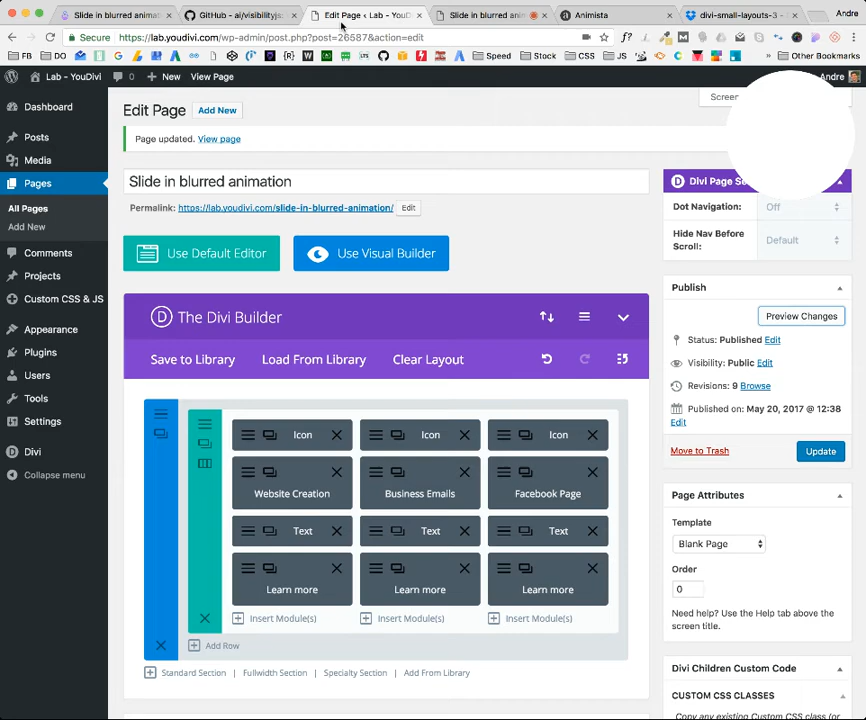 Slide in blurred animat
GitHub - ai/visibilityjs:
Edit Page ‹ Lab — YouDivi
Slide in blurred ani
Animista
divi-small-layouts-3 -
Andre
Secure
https://lab.youdivi.com/wp-admin/post.php?post=26587&action=edit
FB
DO
Stock
CSS
JS
Other Bookmarks
Lab - YouDivi
0
New
View Page
Andre
Dashboard
Posts
Media
Pages
All Pages
Add New
Comments
Projects
Custom CSS & JS
Appearance
Plugins
Users
Tools
Settings
Divi
Collapse menu
Edit Page
Add New
Screen
Page updated. View page
Slide in blurred animation
Permalink: https://lab.youdivi.com/slide-in-blurred-animation/
Edit
Use Default Editor
Use Visual Builder
The Divi Builder
Save to Library
Load From Library
Clear Layout
Icon
Icon
Icon
Website Creation
Business Emails
Facebook Page
Text
Text
Text
Learn more
Learn more
Learn more
Insert Module(s)
Insert Module(s)
Insert Module(s)
Add Row
Standard Section | Fullwidth Section | Specialty Section | Add From Library
Divi Page Se
Dot Navigation:
Off
Hide Nav Before
Scroll:
Default
Publish
Preview Changes
Status: Published Edit
Visibility: Public Edit
Revisions: 9 Browse
Published on: May 20, 2017 @ 12:38
Edit
Move to Trash
Update
Page Attributes
Template
Blank Page
Order
0
Need help? Use the Help tab above the
screen title.
Divi Children Custom Code
CUSTOM CSS CLASSES
Copy any existing Custom CSS class (or